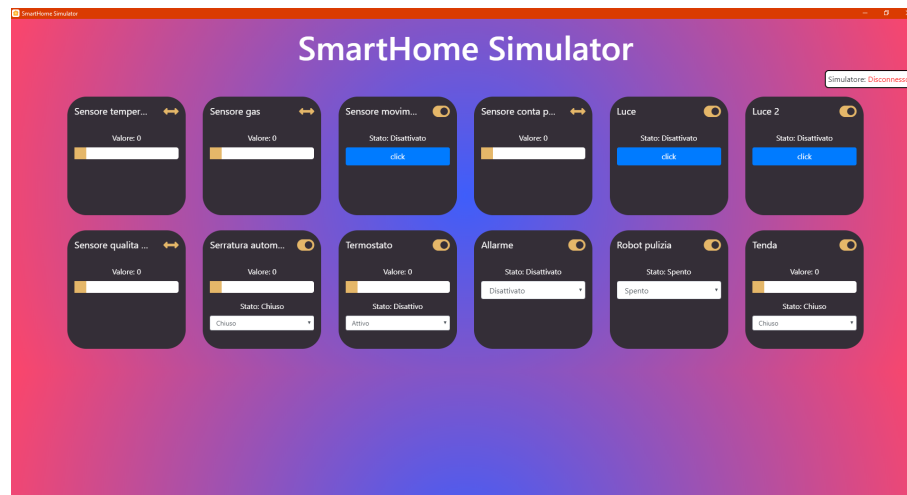 SmartHome Simulator
SmartHome Simulator
Simulatore: Disconnesso
Sensore temper...
Valore: 0
Sensore gas
Valore: 0
Sensore movim...
Stato: Disattivato
click
Sensore conta p...
Valore: 0
Luce
Stato: Disattivato
click
Luce 2
Stato: Disattivato
click
Sensore qualita ...
Valore: 0
Serratura autom...
Valore: 0
Stato: Chiuso
Chiuso
Termostato
Valore: 0
Stato: Disattivo
Attivo
Allarme
Stato: Disattivato
Disattivato
Robot pulizia
Stato: Spento
Spento
Tenda
Valore: 0
Stato: Chiuso
Chiuso